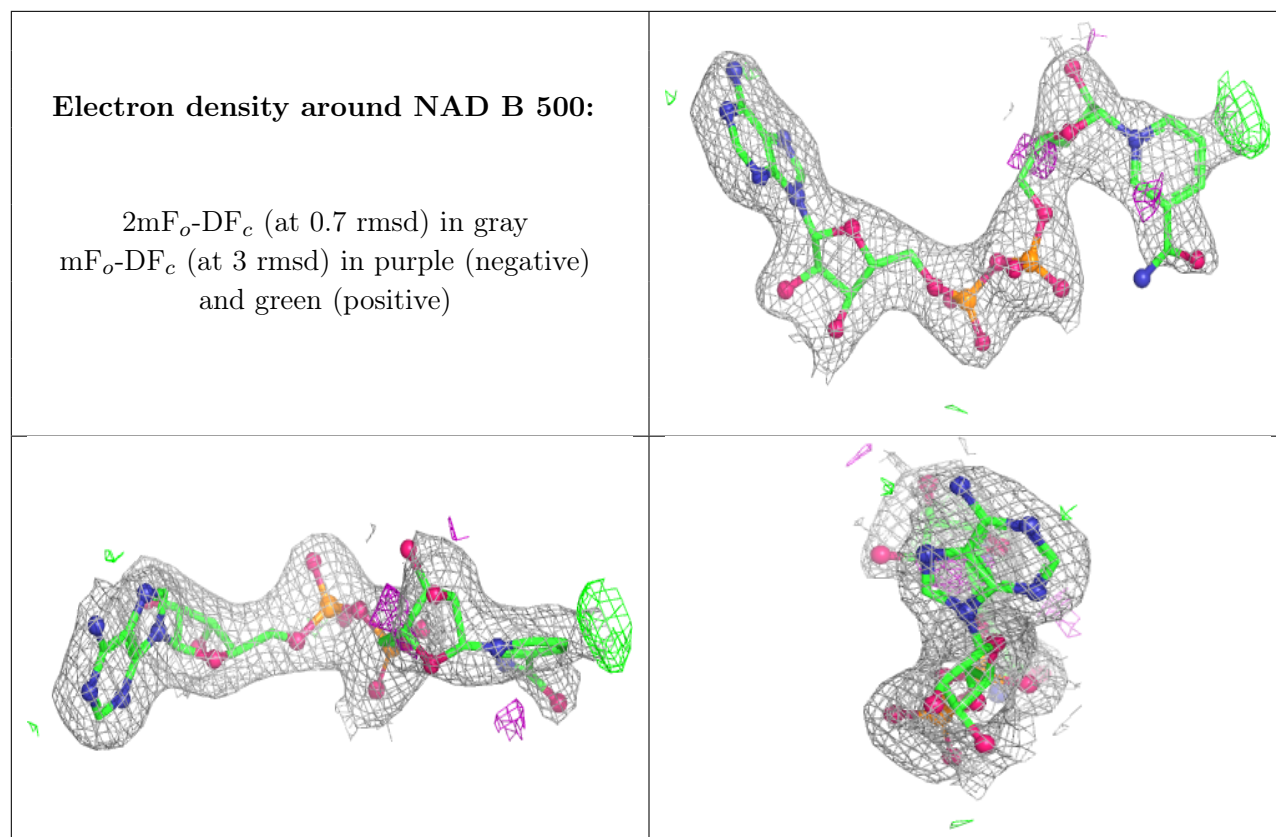 Electron density around NAD B 500:
2mFo-DFc (at 0.7 rmsd) in gray
mFo-DFc (at 3 rmsd) in purple (negative)
and green (positive)